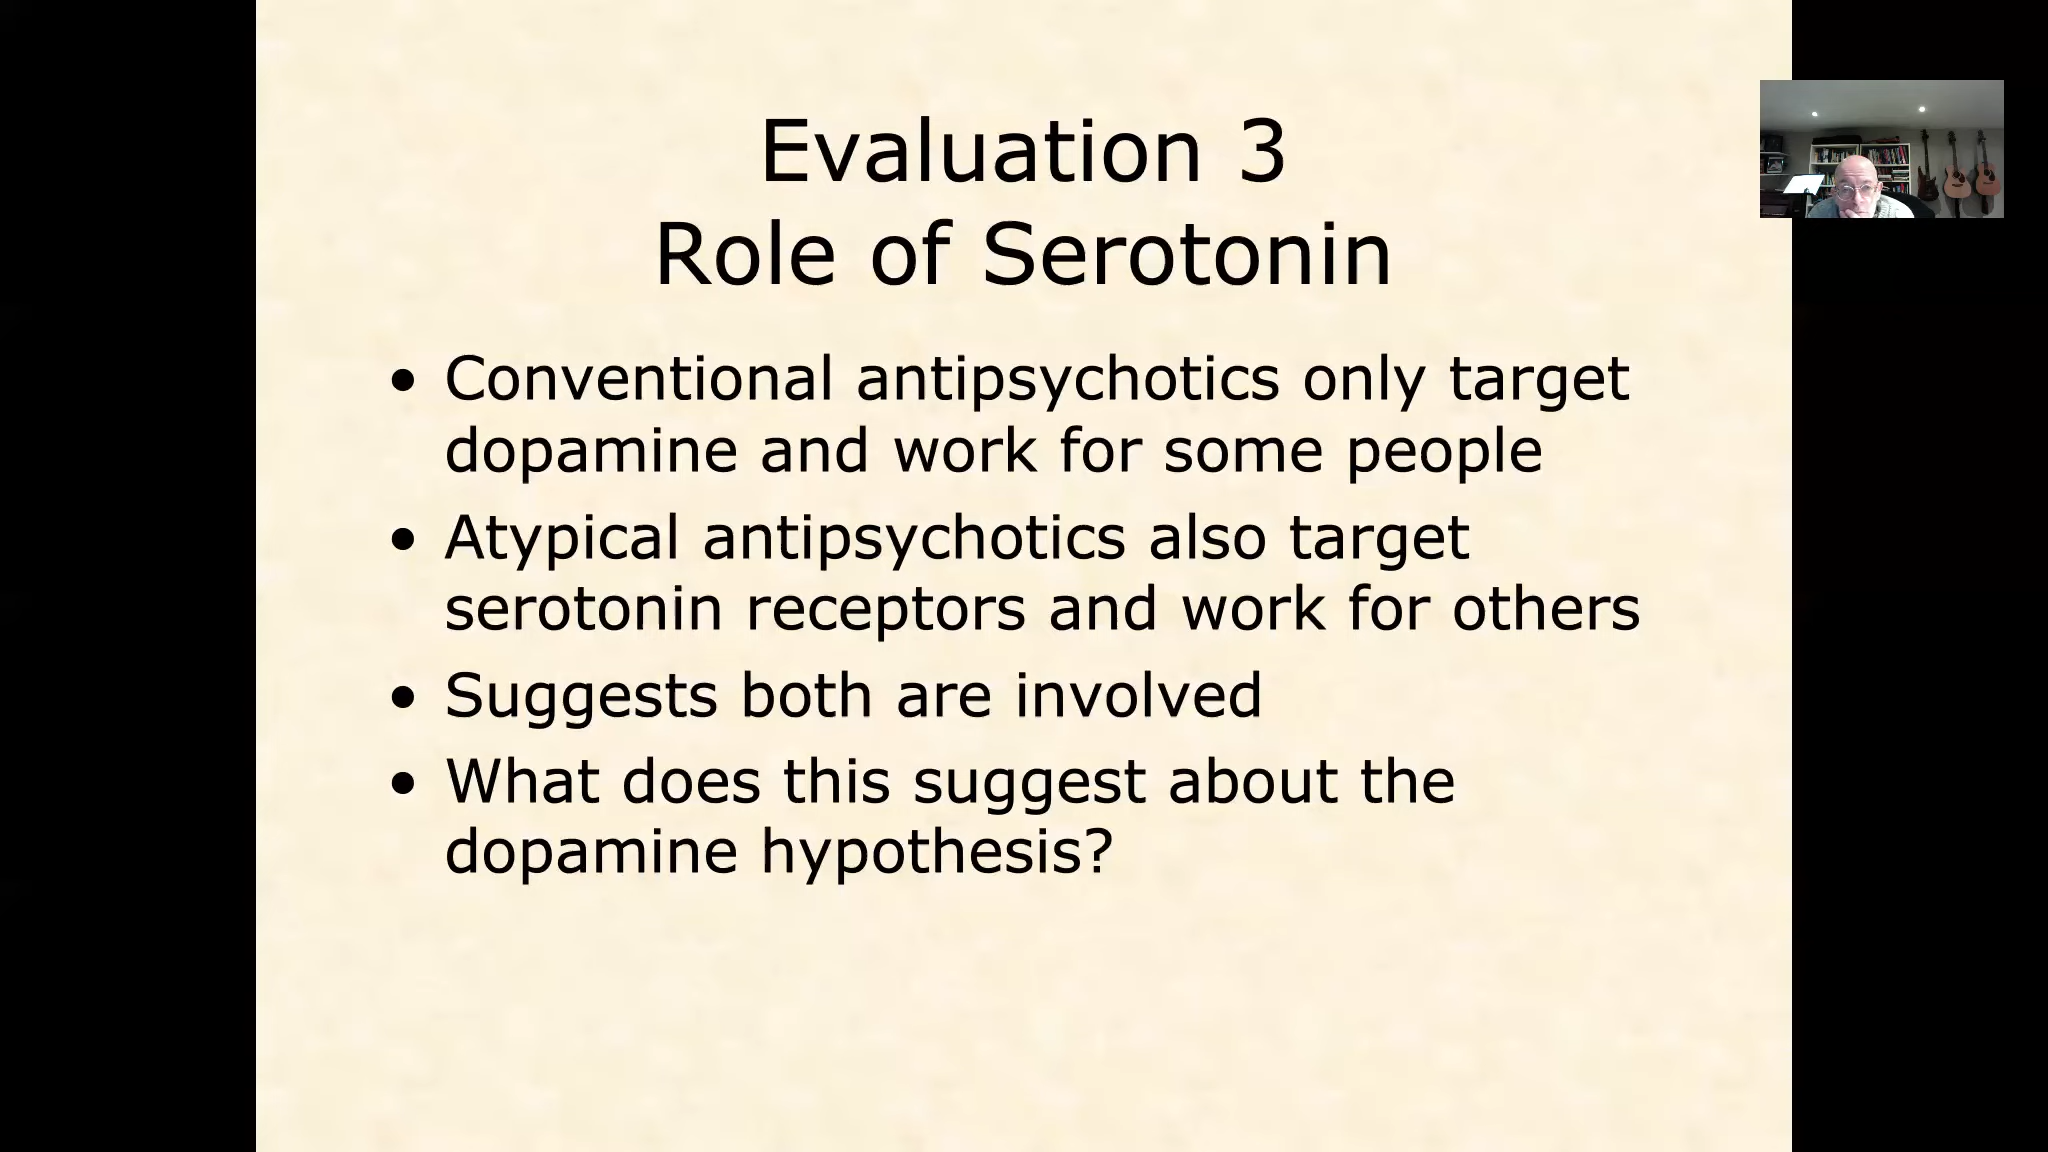 Evaluation 3
Role of Serotonin
• Conventional antipsychotics only target
dopamine and work for some people
• Atypical antipsychotics also target
serotonin receptors and work for others
• Suggests both are involved
• What does this suggest about the
dopamine hypothesis?